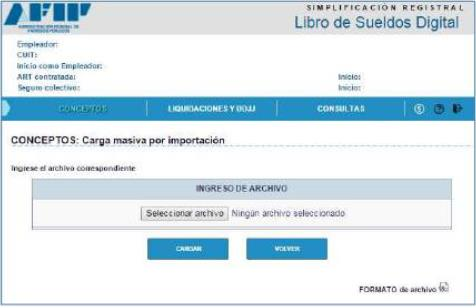 AFIP
ADMINISTRACIÓN FEDERAL DE INGRESOS PÚBLICOS
SIMPLIFICACIÓN REGISTRAL
Libro de Sueldos Digital
Empleador:
CUIT:
Inicio como Empleador:
ART contratada: Inicio:
Seguro colectivo: Inicio:
CONCEPTOS LIQUIDACIONES Y DDJJ CONSULTAS
CONCEPTOS: Carga masiva por importación
Ingrese el archivo correspondiente
INGRESO DE ARCHIVO
Seleccionar archivo Ningún archivo seleccionado
CARGAR VOLVER
FORMATO de archivo